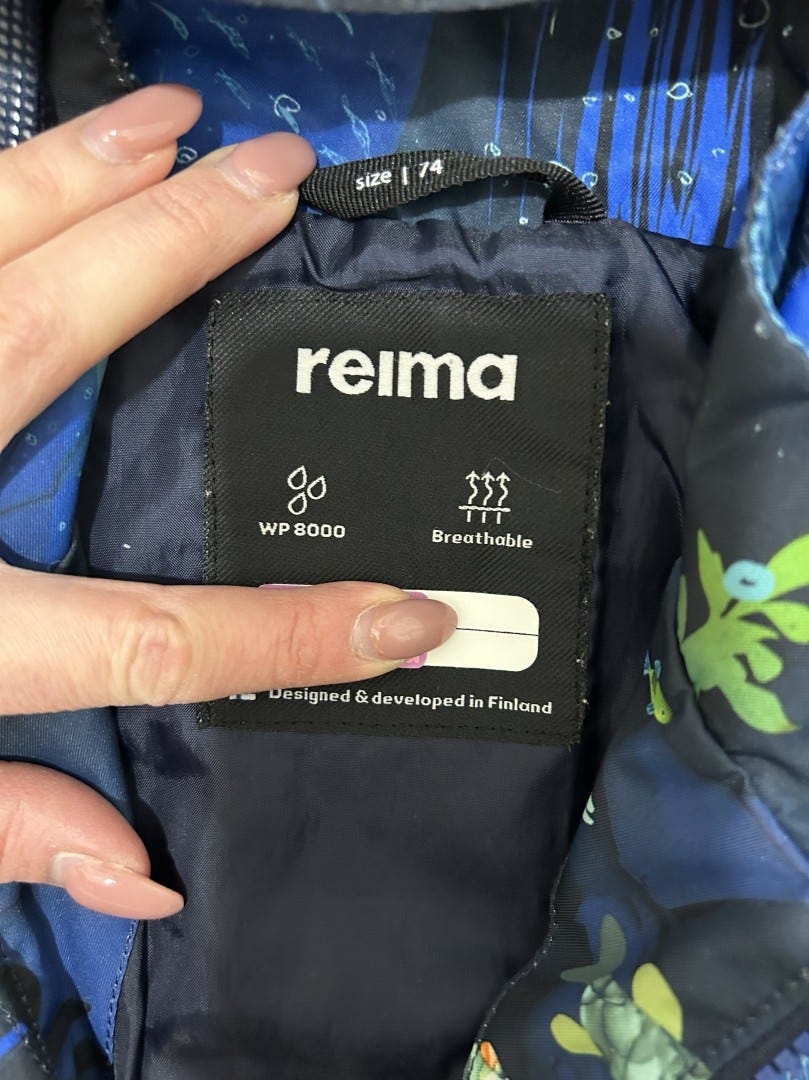 size | 74
reima
WP 8000
Breathable
Designed & developed in Finland